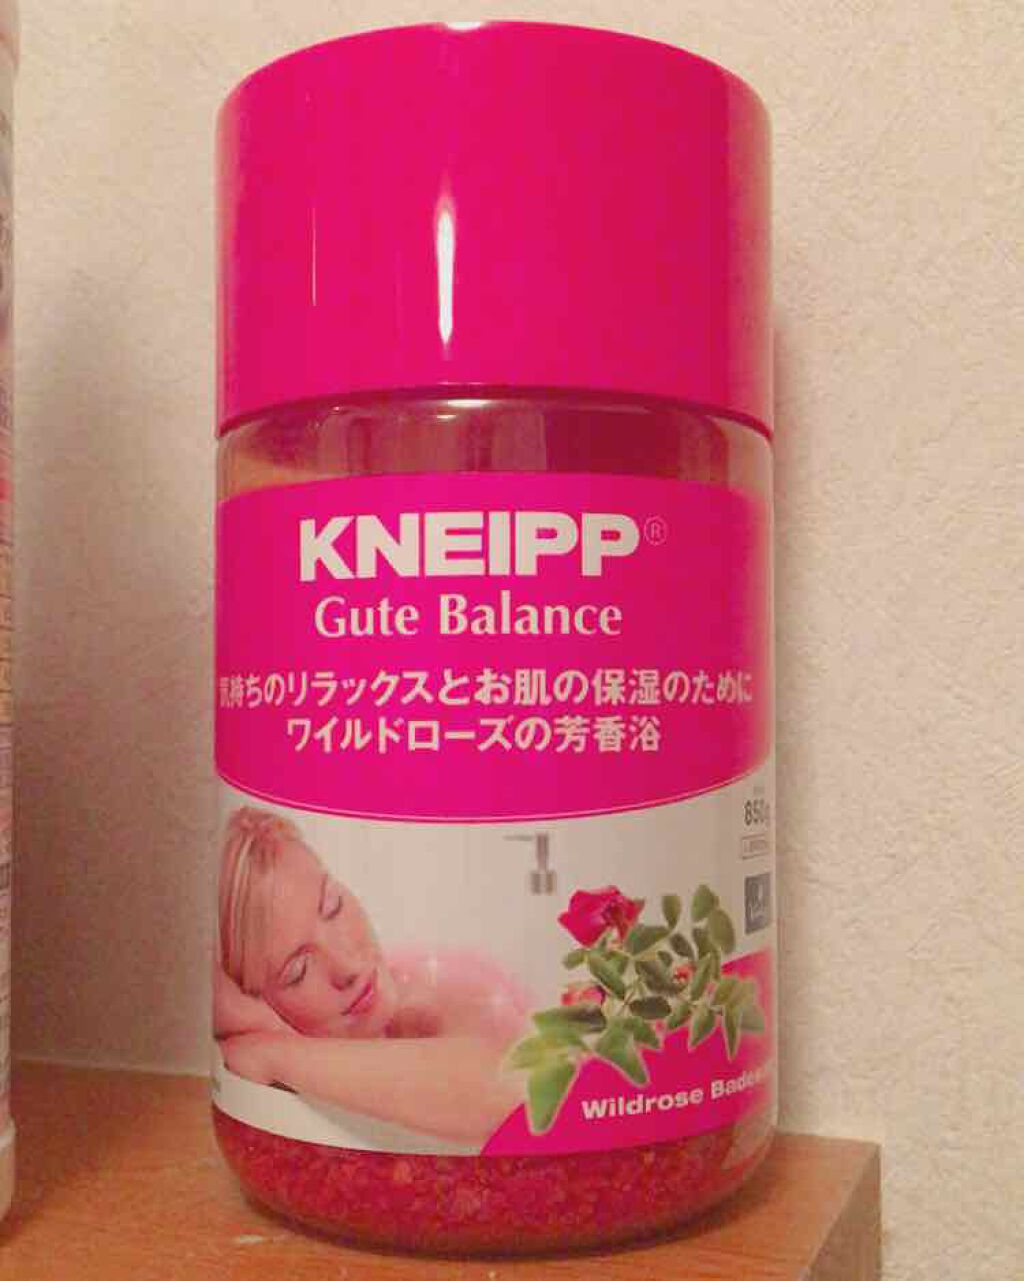 KNEIPP®
Gute Balance
気持ちのリラックスとお肌の保湿のために
ワイルドローズの芳香浴
850g
Wildrose